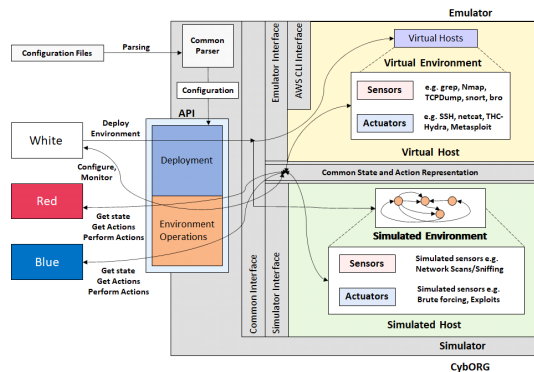 Emulator
Configuration Files
Parsing
Common
Parser
Emulator Interface
AWS CLI Interface
Virtual Hosts
Virtual Environment
Sensors
e.g. grep, Nmap,
TCPDump, snort, bro
Actuators
e.g. SSH, netcat, THC-
Hydra, Metasploit
Virtual Host
Configuration
API
White
Deploy
Environment
Deployment
Configure,
Monitor
Common State and Action Representation
Red
Get state
Get Actions
Perform Actions
Environment
Operations
Blue
Get state
Get Actions
Perform Actions
Common Interface
Simulator Interface
Simulated Environment
Sensors
Simulated sensors e.g.
Network Scans/Sniffing
Actuators
Simulated sensors e.g.
Brute forcing, Exploits
Simulated Host
Simulator
CybORG